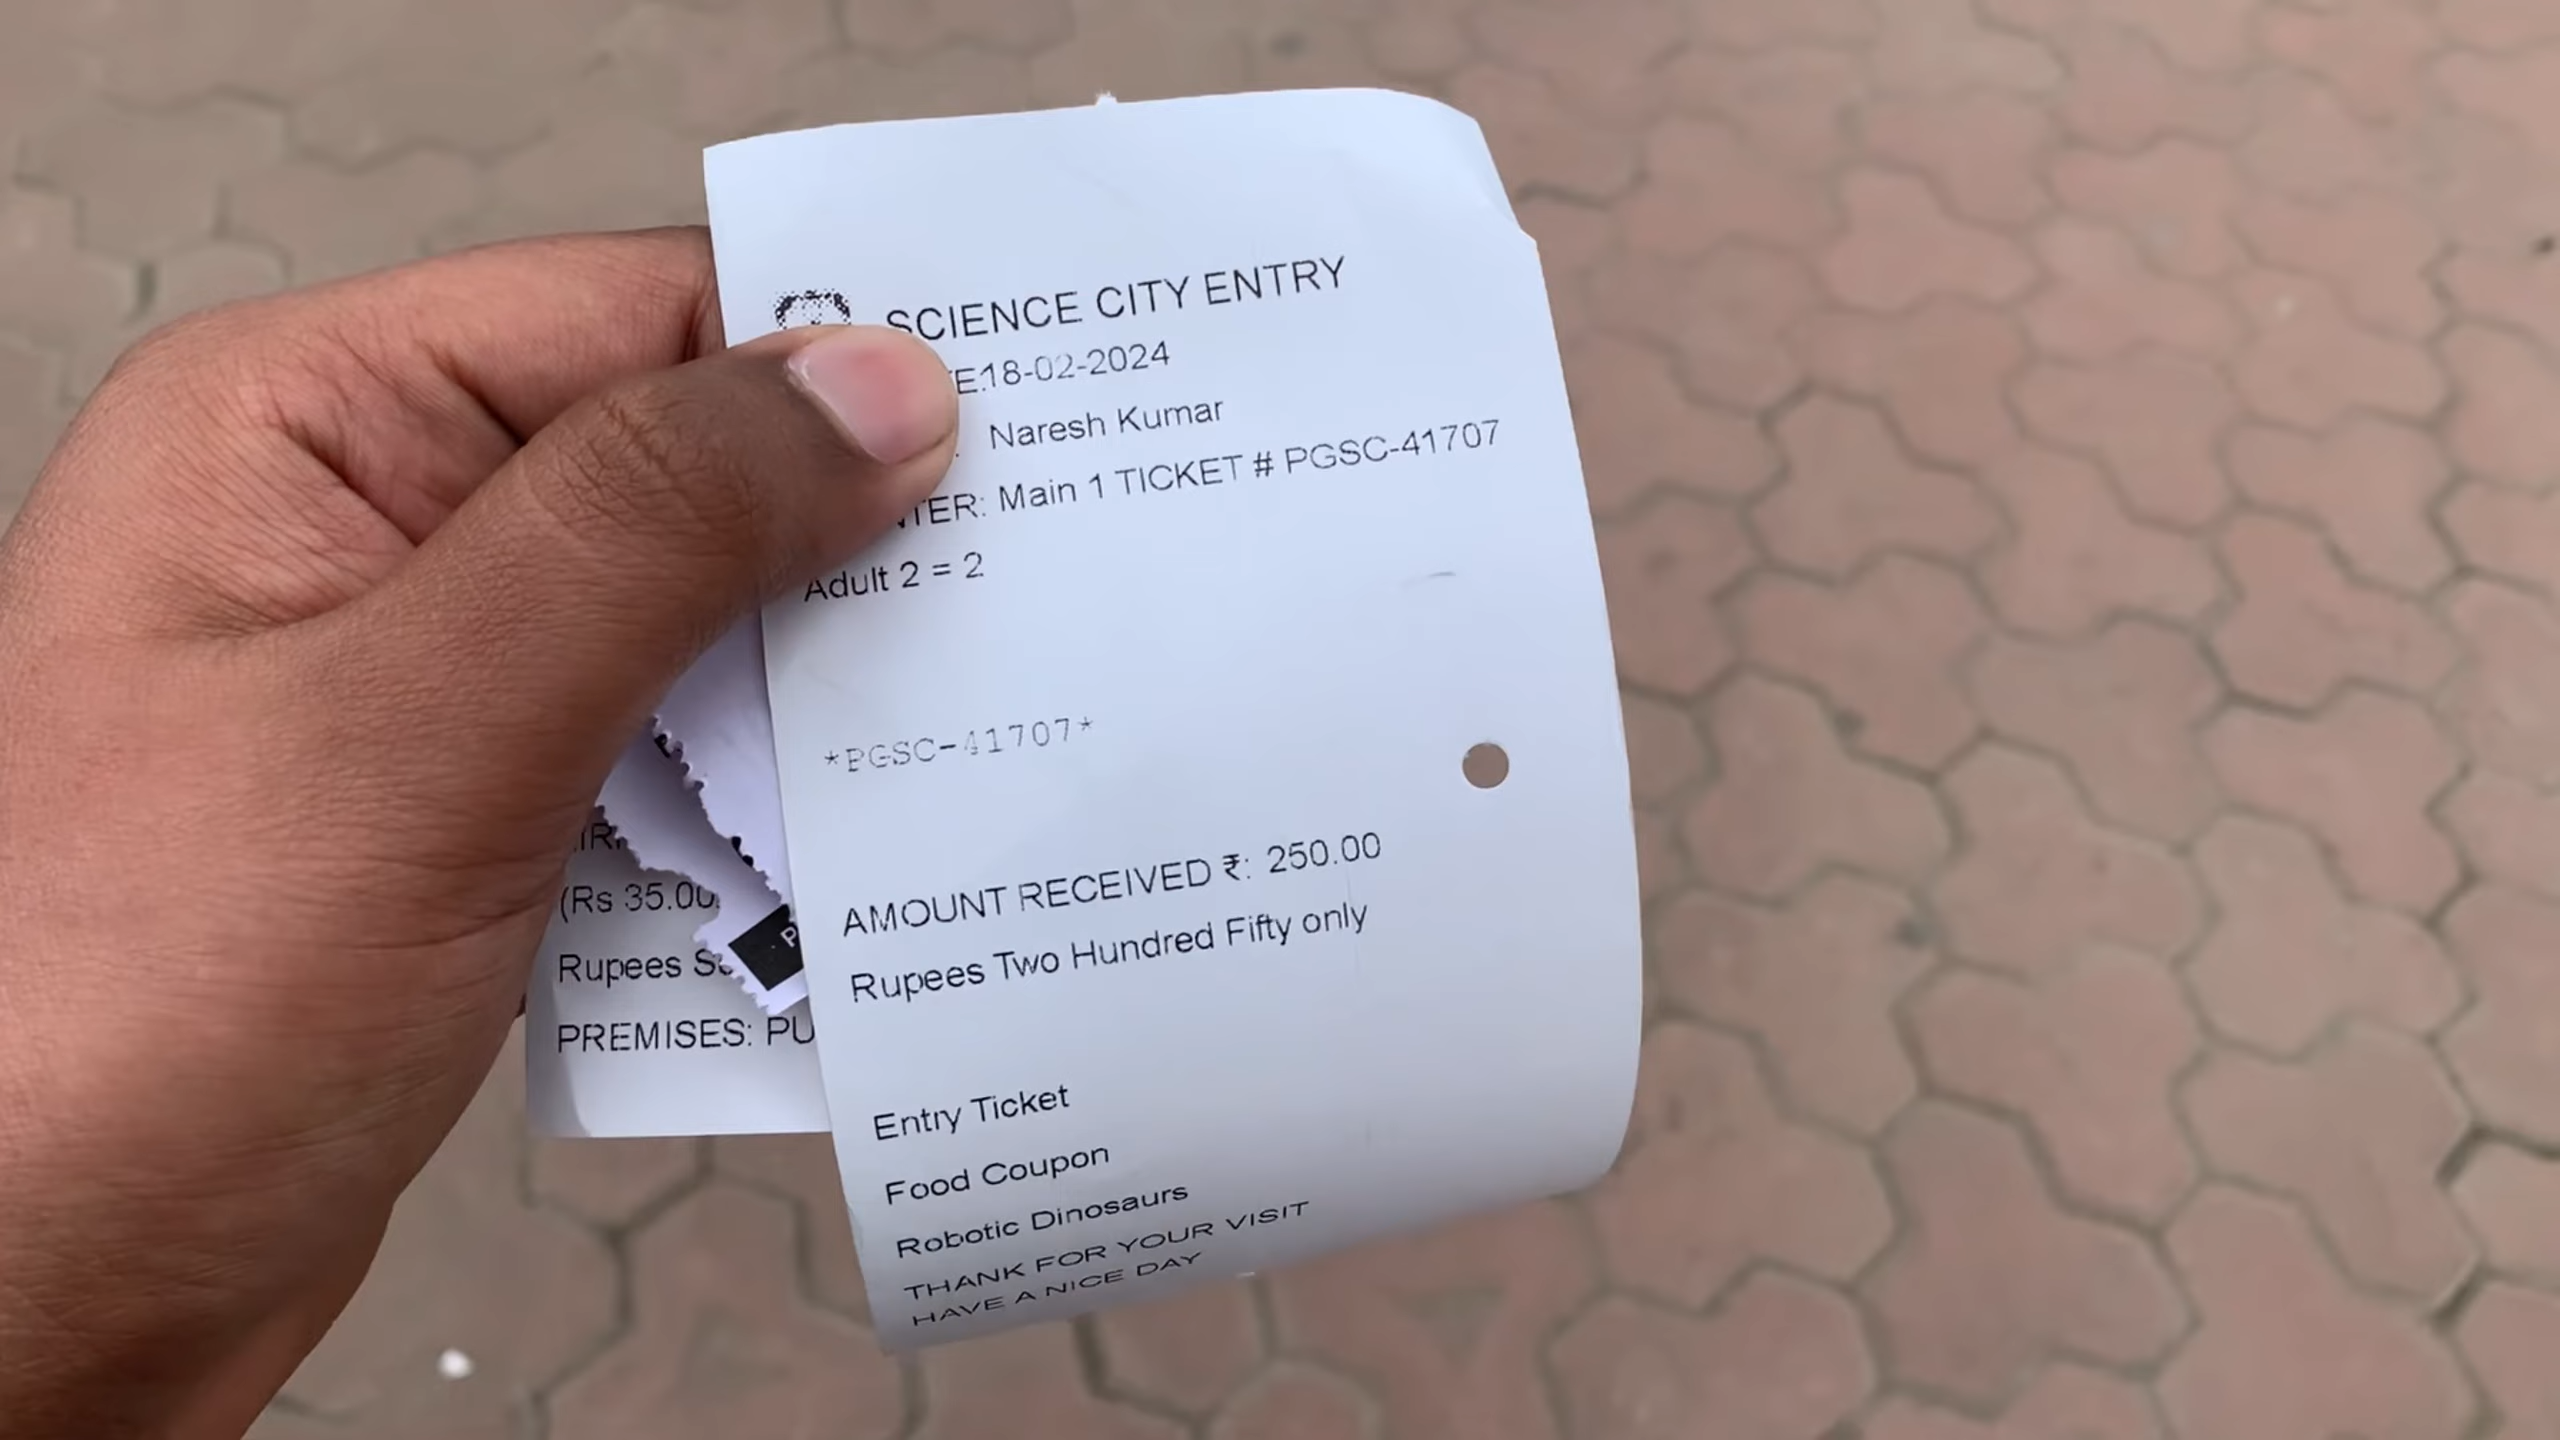 SCIENCE CITY ENTRY
TE:18-02-2024
Naresh Kumar
NTER: Main 1 TICKET # PGSC-41707
Adult 2 = 2
*PGSC-41707*
AMOUNT RECEIVED ₹: 250.00
Rupees Two Hundred Fifty only
Entry Ticket
Food Coupon
Robotic Dinosaurs
THANK FOR YOUR VISIT
HAVE A NICE DAY
(Rs 35.00
Rupees
PREMISES: PU